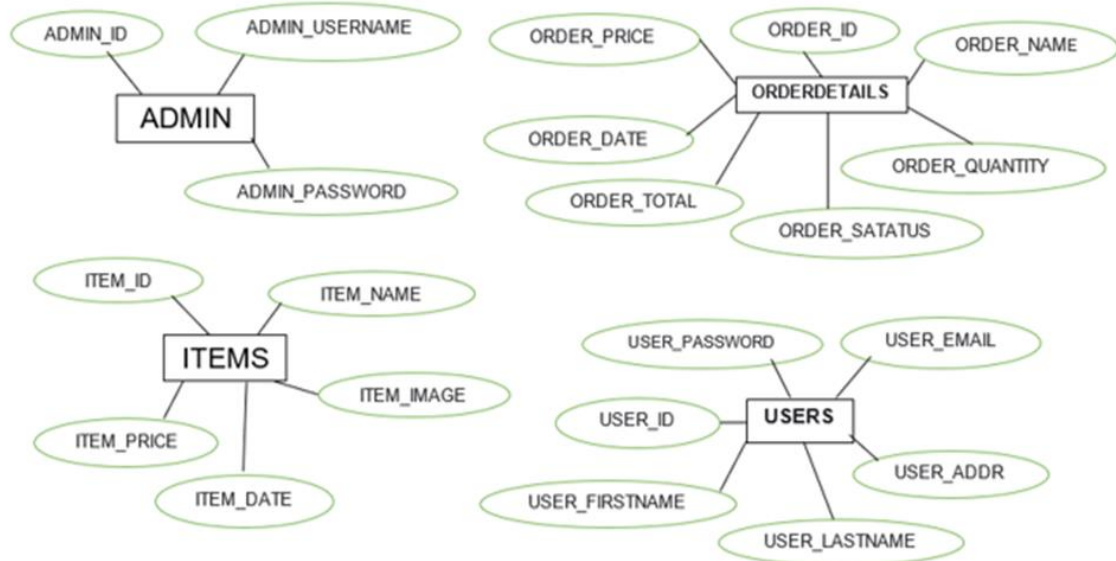 ADMIN_ID
ADMIN_USERNAME
ADMIN
ADMIN_PASSWORD
ORDER_PRICE
ORDER_ID
ORDER_NAME
ORDERDETAILS
ORDER_DATE
ORDER_QUANTITY
ORDER_TOTAL
ORDER_SATATUS
ITEM_ID
ITEM_NAME
ITEMS
ITEM_IMAGE
ITEM_PRICE
ITEM_DATE
USER_PASSWORD
USER_EMAIL
USER_ID
USERS
USER_ADDR
USER_FIRSTNAME
USER_LASTNAME